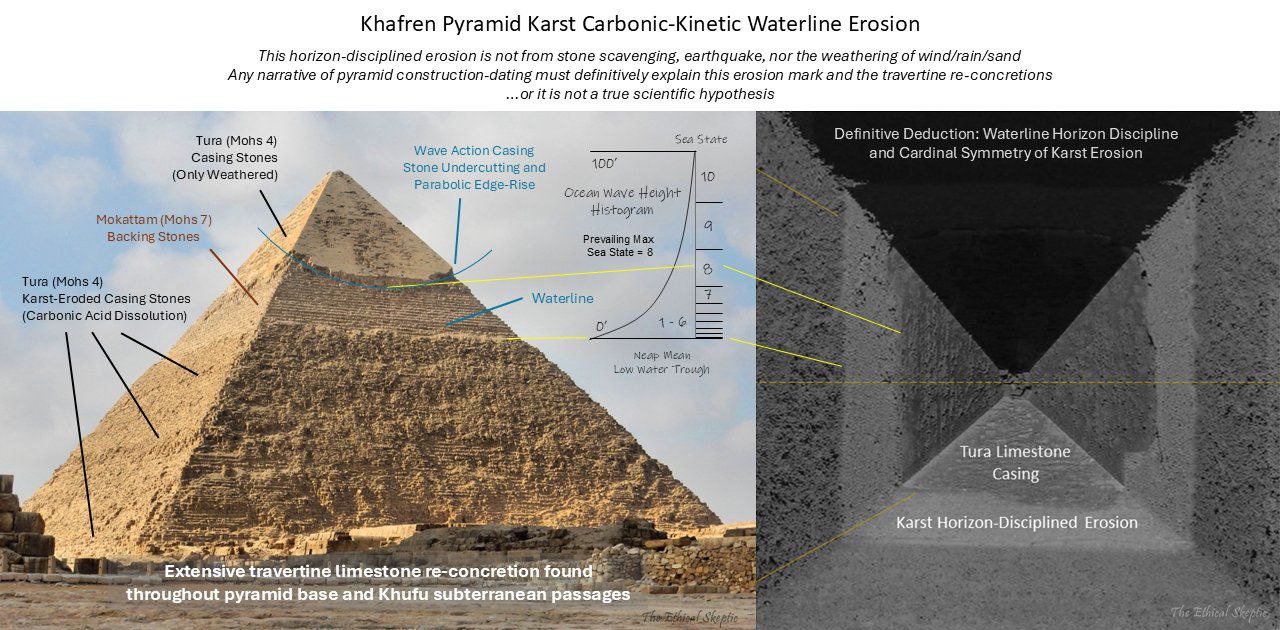 Khafren Pyramid Karst Carbonic-Kinetic Waterline Erosion
This horizon-disciplined erosion is not from stone scavenging, earthquake, nor the weathering of wind/rain/sand
Any narrative of pyramid construction-dating must definitively explain this erosion mark and the travertine re-concretions
...or it is not a true scientific hypothesis
Tura (Mohs 4)
Casing Stones
(Only Weathered)
Mokattam (Mohs 7)
Backing Stones
Tura (Mohs 4)
Karst-Eroded Casing Stones
(Carbonic Acid Dissolution)
Wave Action Casing
Stone Undercutting and
Parabolic Edge-Rise
Waterline
Sea State
100'
10
Ocean Wave Height
Histogram
9
Prevailing Max
Sea State = 8
8
7
0'
1 - 6
Neap Mean
Low Water Trough
Extensive travertine limestone re-concretion found
throughout pyramid base and Khufu subterranean passages
The Ethical Skeptic
Definitive Deduction: Waterline Horizon Discipline
and Cardinal Symmetry of Karst Erosion
Tura Limestone
Casing
Karst Horizon-Disciplined Erosion
The Ethical Skeptic